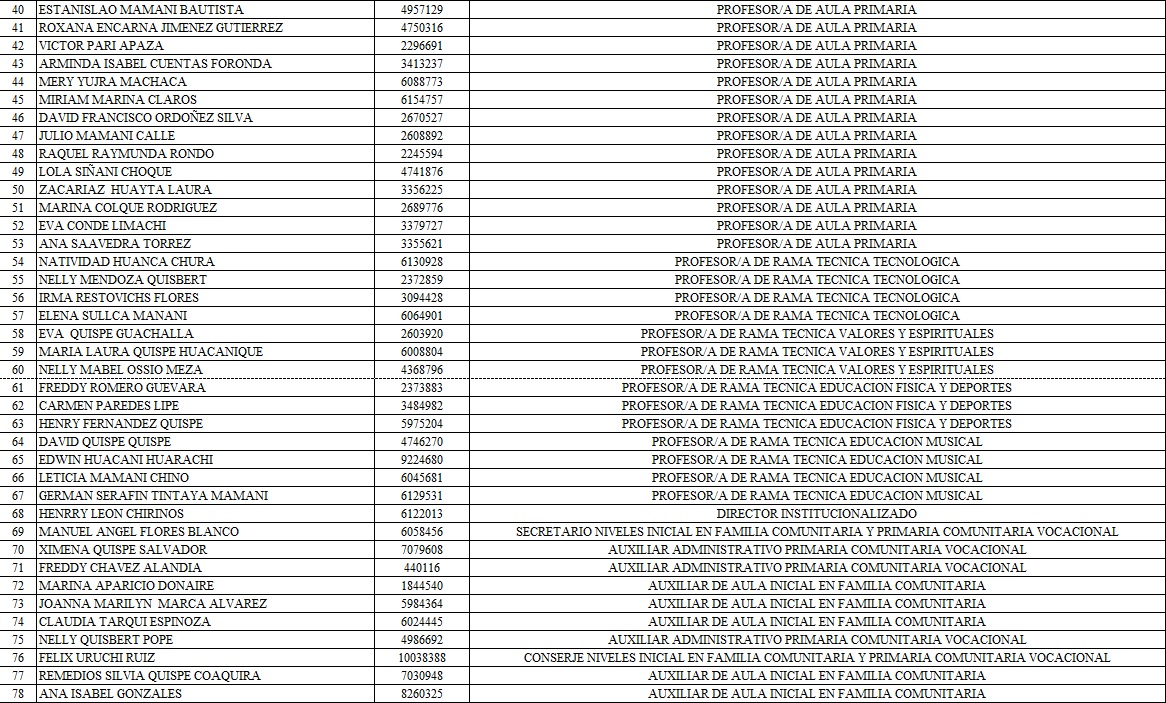 40 ESTANISLAO MAMANI BAUTISTA 4957129 PROFESOR/A DE AULA PRIMARIA
41 ROXANA ENCARNA JIMENEZ GUTIERREZ 4750316 PROFESOR/A DE AULA PRIMARIA
42 VICTOR PARI APAZA 2296691 PROFESOR/A DE AULA PRIMARIA
43 ARMINDA ISABEL CUENTAS FORONDA 3413237 PROFESOR/A DE AULA PRIMARIA
44 MERY YUJRA MACHACA 6088773 PROFESOR/A DE AULA PRIMARIA
45 MIRIAM MARINA CLAROS 6154757 PROFESOR/A DE AULA PRIMARIA
46 DAVID FRANCISCO ORDOÑEZ SILVA 2670527 PROFESOR/A DE AULA PRIMARIA
47 JULIO MAMANI CALLE 2608892 PROFESOR/A DE AULA PRIMARIA
48 RAQUEL RAYMUNDA RONDO 2245594 PROFESOR/A DE AULA PRIMARIA
49 LOLA SIÑANI CHOQUE 4741876 PROFESOR/A DE AULA PRIMARIA
50 ZACARIAZ HUAYTA LAURA 3356225 PROFESOR/A DE AULA PRIMARIA
51 MARINA COLQUE RODRIGUEZ 2689776 PROFESOR/A DE AULA PRIMARIA
52 EVA CONDE LIMACHI 3379727 PROFESOR/A DE AULA PRIMARIA
53 ANA SAAVEDRA TORREZ 3355621 PROFESOR/A DE AULA PRIMARIA
54 NATIVIDAD HUANCA CHURA 6130928 PROFESOR/A DE RAMA TECNICA TECNOLOGICA
55 NELLY MENDOZA QUISBERT 2372859 PROFESOR/A DE RAMA TECNICA TECNOLOGICA
56 IRMA RESTOVICHS FLORES 3094428 PROFESOR/A DE RAMA TECNICA TECNOLOGICA
57 ELENA SULLCA MANANI 6064901 PROFESOR/A DE RAMA TECNICA TECNOLOGICA
58 EVA QUISPE GUACHALLA 2603920 PROFESOR/A DE RAMA TECNICA VALORES Y ESPIRITUALES
59 MARIA LAURA QUISPE HUACANIQUE 6008804 PROFESOR/A DE RAMA TECNICA VALORES Y ESPIRITUALES
60 NELLY MABEL OSSIO MEZA 4368796 PROFESOR/A DE RAMA TECNICA VALORES Y ESPIRITUALES
61 FREDDY ROMERO GUEVARA 2373883 PROFESOR/A DE RAMA TECNICA EDUCACION FISICA Y DEPORTES
62 CARMEN PAREDES LIPE 3484982 PROFESOR/A DE RAMA TECNICA EDUCACION FISICA Y DEPORTES
63 HENRY FERNANDEZ QUISPE 5975204 PROFESOR/A DE RAMA TECNICA EDUCACION FISICA Y DEPORTES
64 DAVID QUISPE QUISPE 4746270 PROFESOR/A DE RAMA TECNICA EDUCACION MUSICAL
65 EDWIN HUACANI HUARACHI 9224680 PROFESOR/A DE RAMA TECNICA EDUCACION MUSICAL
66 LETICIA MAMANI CHINO 6045681 PROFESOR/A DE RAMA TECNICA EDUCACION MUSICAL
67 GERMAN SERAFIN TINTAYA MAMANI 6129531 PROFESOR/A DE RAMA TECNICA EDUCACION MUSICAL
68 HENRRY LEON CHIRINOS 6122013 DIRECTOR INSTITUCIONALIZADO
69 MANUEL ANGEL FLORES BLANCO 6058456 SECRETARIO NIVELES INICIAL EN FAMILIA COMUNITARIA Y PRIMARIA COMUNITARIA VOCACIONAL
70 XIMENA QUISPE SALVADOR 7079608 AUXILIAR ADMINISTRATIVO PRIMARIA COMUNITARIA VOCACIONAL
71 FREDDY CHAVEZ ALANDIA 440116 AUXILIAR ADMINISTRATIVO PRIMARIA COMUNITARIA VOCACIONAL
72 MARINA APARICIO DONAIRE 1844540 AUXILIAR DE AULA INICIAL EN FAMILIA COMUNITARIA
73 JOANNA MARILYN MARCA ALVAREZ 5984364 AUXILIAR DE AULA INICIAL EN FAMILIA COMUNITARIA
74 CLAUDIA TARQUI ESPINOZA 6024445 AUXILIAR DE AULA INICIAL EN FAMILIA COMUNITARIA
75 NELLY QUISBERT POPE 4986692 AUXILIAR ADMINISTRATIVO PRIMARIA COMUNITARIA VOCACIONAL
76 FELIX URUCHI RUIZ 10038388 CONSERJE NIVELES INICIAL EN FAMILIA COMUNITARIA Y PRIMARIA COMUNITARIA VOCACIONAL
77 REMEDIOS SILVIA QUISPE COAQUIRA 7030948 AUXILIAR DE AULA INICIAL EN FAMILIA COMUNITARIA
78 ANA ISABEL GONZALES 8260325 AUXILIAR DE AULA INICIAL EN FAMILIA COMUNITARIA